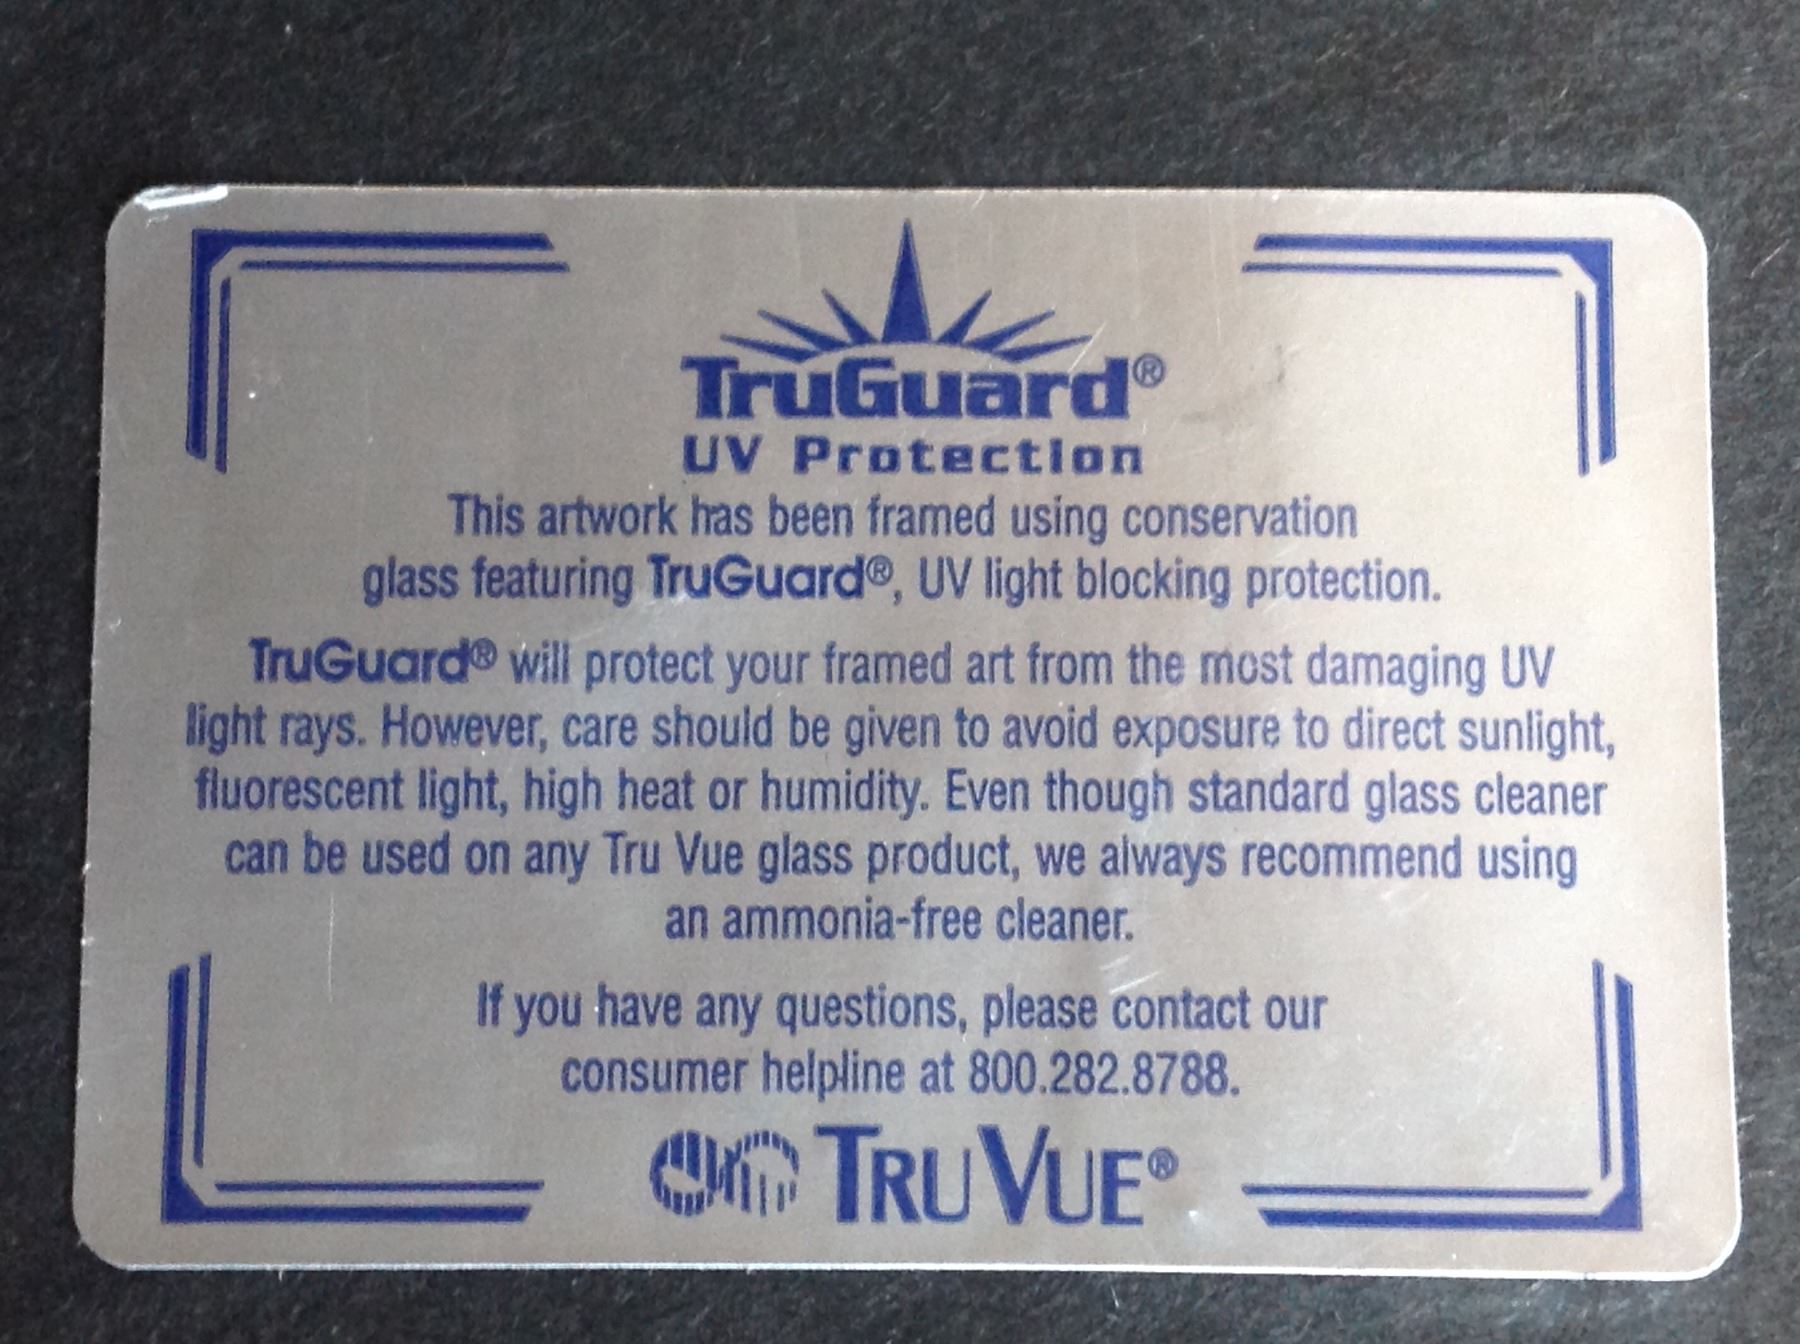 TruGuard®
UV Protection
This artwork has been framed using conservation
glass featuring TruGuard®, UV light blocking protection.
TruGuard® will protect your framed art from the most damaging UV
light rays. However, care should be given to avoid exposure to direct sunlight,
fluorescent light, high heat or humidity. Even though standard glass cleaner
can be used on any Tru Vue glass product, we always recommend using
an ammonia-free cleaner.
If you have any questions, please contact our
consumer helpline at 800.282.8788.
TRU VUE®